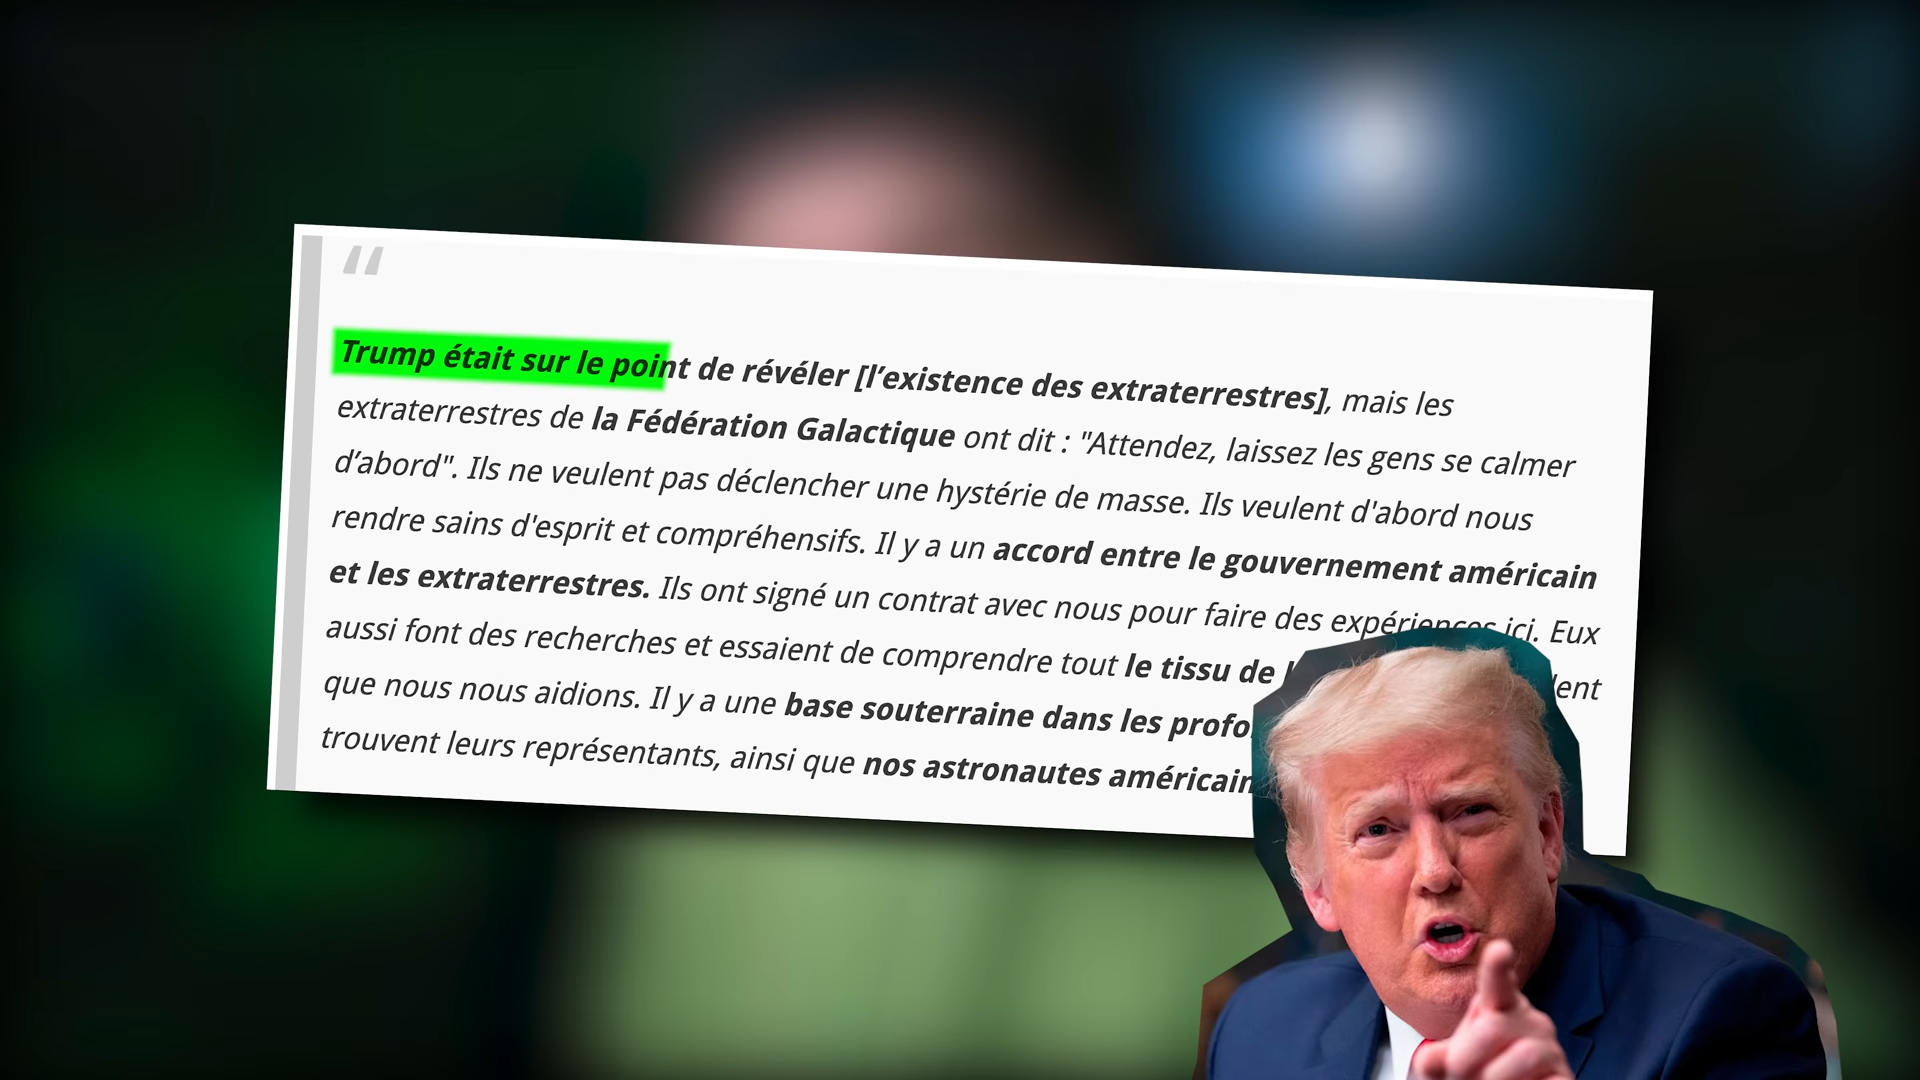 “
Trump était sur le point de révéler [l’existence des extraterrestres], mais les
extraterrestres de la Fédération Galactique ont dit : "Attendez, laissez les gens se calmer
d’abord". Ils ne veulent pas déclencher une hystérie de masse. Ils veulent d'abord nous
rendre sains d'esprit et compréhensifs. Il y a un accord entre le gouvernement américain
et les extraterrestres. Ils ont signé un contrat avec nous pour faire des expériences ici. Eux
aussi font des recherches et essaient de comprendre tout le tissu de
que nous nous aidions. Il y a une base souterraine dans les
trouvent leurs représentants, ainsi que nos astronautes